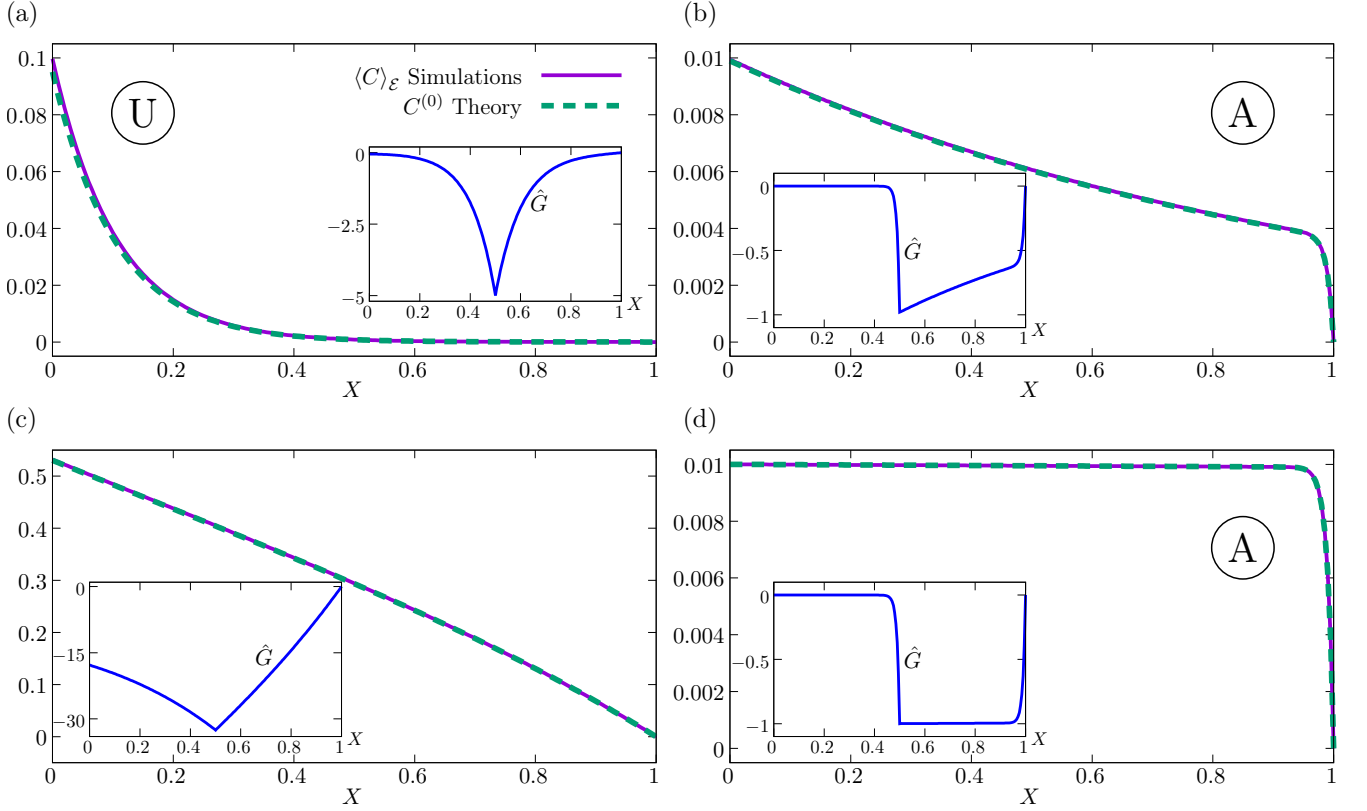 (a)
0.1
0.08
0.06
0.04
0.02
0
0 0.2 0.4 0.6 0.8 1
X
U
⟨C⟩_ℰ Simulations
C^(0) Theory
0
−2.5
−5
0 0.2 0.4 0.6 0.8 1
X
Ĝ
(b)
0.01
0.008
0.006
0.004
0.002
0
0 0.2 0.4 0.6 0.8 1
X
A
0
−0.5
−1
0 0.2 0.4 0.6 0.8 1
X
Ĝ
(c)
0.5
0.4
0.3
0.2
0.1
0
0 0.2 0.4 0.6 0.8 1
X
0
−15
−30
0 0.2 0.4 0.6 0.8 1
X
Ĝ
(d)
0.01
0.008
0.006
0.004
0.002
0
0 0.2 0.4 0.6 0.8 1
X
A
0
−0.5
−1
0 0.2 0.4 0.6 0.8 1
X
Ĝ